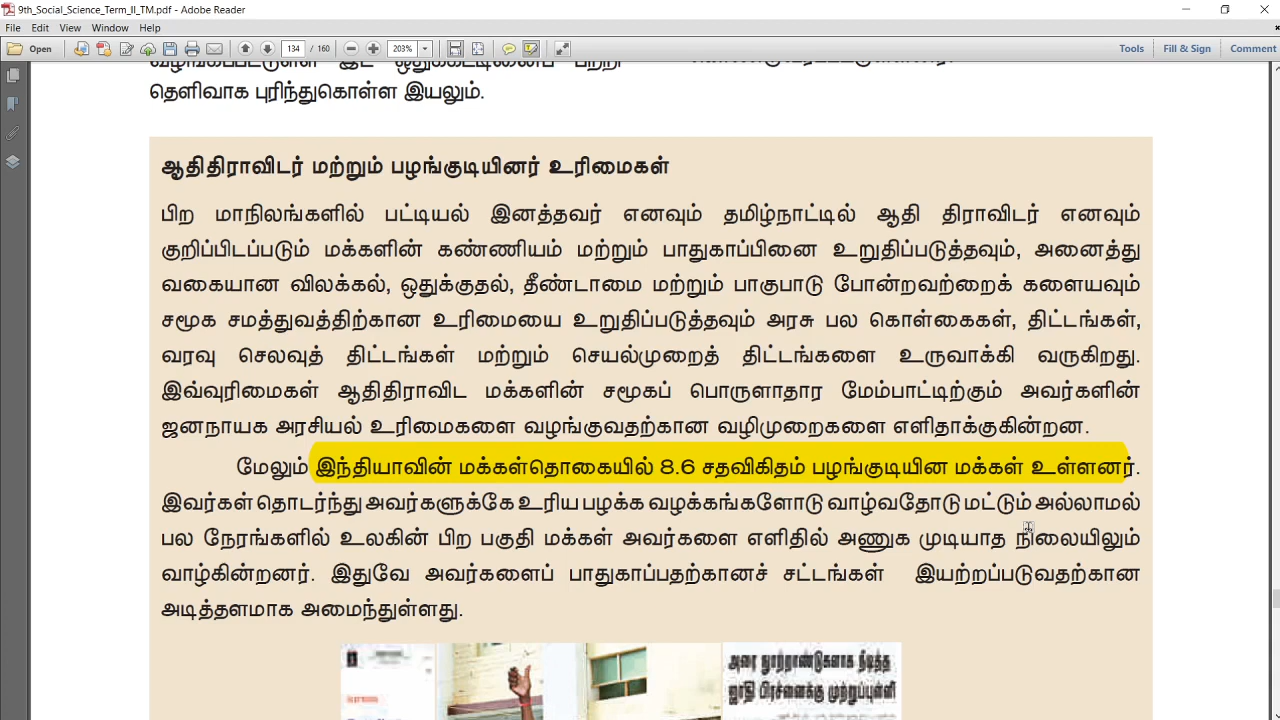 9th_Social_Science_Term_II_TM.pdf - Adobe Reader
File Edit View Window Help
Open 134 / 160 203% Tools Fill & Sign Comment
தெளிவாக புரிந்துகொள்ள இயலும்.
ஆதிதிராவிடர் மற்றும் பழங்குடியினர் உரிமைகள்
பிற மாநிலங்களில் பட்டியல் இனத்தவர் எனவும் தமிழ்நாட்டில் ஆதி திராவிடர் எனவும்
குறிப்பிடப்படும் மக்களின் கண்ணியம் மற்றும் பாதுகாப்பினை உறுதிப்படுத்தவும், அனைத்து
வகையான விலக்கல், ஒதுக்குதல், தீண்டாமை மற்றும் பாகுபாடு போன்றவற்றைக் களையவும்
சமூக சமத்துவத்திற்கான உரிமையை உறுதிப்படுத்தவும் அரசு பல கொள்கைகள், திட்டங்கள்,
வரவு செலவுத் திட்டங்கள் மற்றும் செயல்முறைத் திட்டங்களை உருவாக்கி வருகிறது.
இவ்வுரிமைகள் ஆதிதிராவிட மக்களின் சமூகப் பொருளாதார மேம்பாட்டிற்கும் அவர்களின்
ஜனநாயக அரசியல் உரிமைகளை வழங்குவதற்கான வழிமுறைகளை எளிதாக்குகின்றன.
மேலும் இந்தியாவின் மக்கள்தொகையில் 8.6 சதவிகிதம் பழங்குடியின மக்கள் உள்ளனர்.
இவர்கள் தொடர்ந்து அவர்களுக்கே உரிய பழக்க வழக்கங்களோடு வாழ்வதோடு மட்டும் அல்லாமல்
பல நேரங்களில் உலகின் பிற பகுதி மக்கள் அவர்களை எளிதில் அணுக முடியாத நிலையிலும்
வாழ்கின்றனர். இதுவே அவர்களைப் பாதுகாப்பதற்கானச் சட்டங்கள் இயற்றப்படுவதற்கான
அடித்தளமாக அமைந்துள்ளது.
அரை நூற்றாண்டுகளாக நீடித்த
ஜாதி பிரச்னைக்கு முற்றுப்புள்ளி